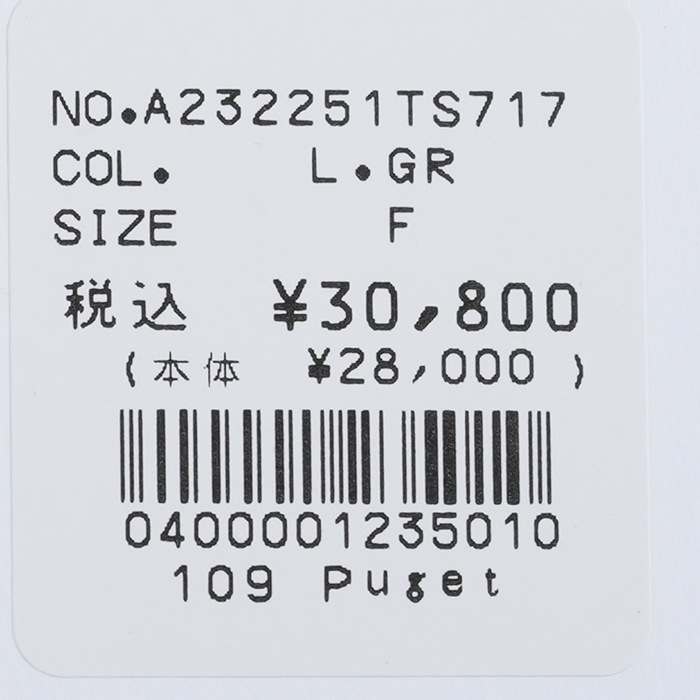 NO.A232251TS717
COL. L.GR
SIZE F
税込 ¥30,800
(本体 ¥28,000 )
0400001235010
109 Puget